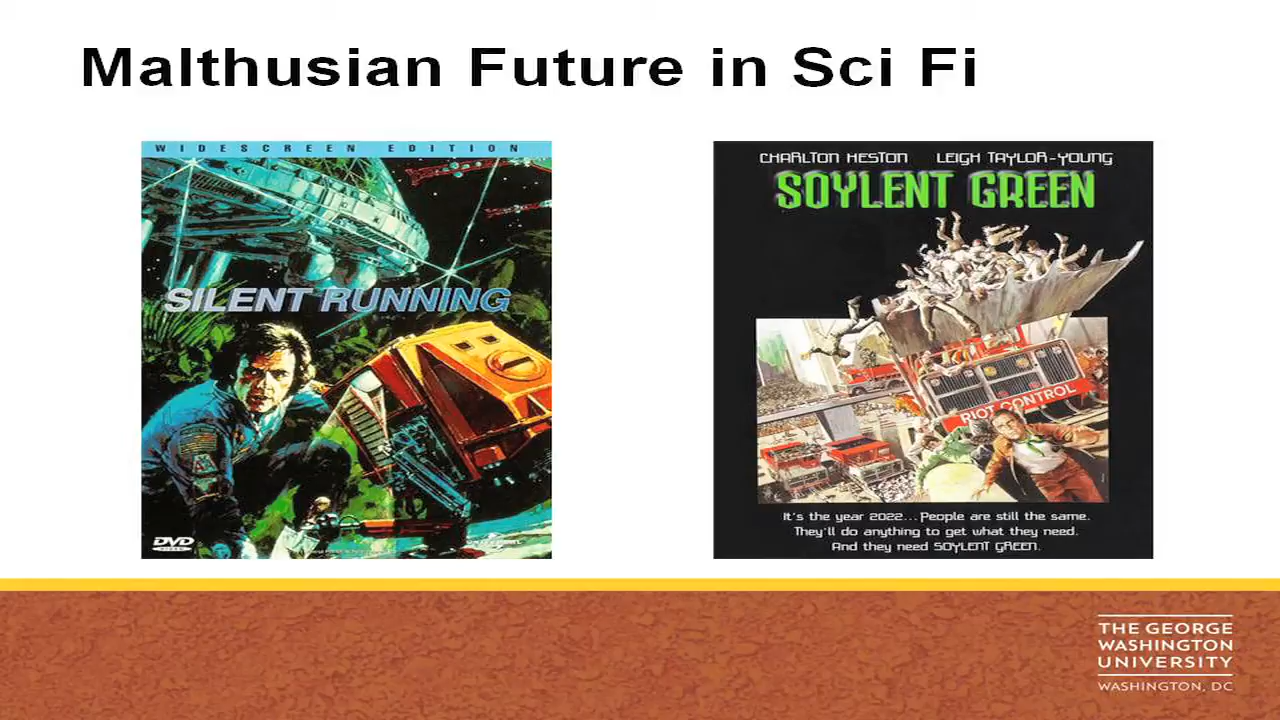 Malthusian Future in Sci Fi
WIDESCREEN EDITION
SILENT RUNNING
DVD
VIDEO
CHARLTON HESTON LEIGH TAYLOR-YOUNG
SOYLENT GREEN
RIOT CONTROL
It's the year 2022... People are still the same.
They'll do anything to get what they need.
And they need SOYLENT GREEN.
THE GEORGE
WASHINGTON
UNIVERSITY
WASHINGTON, DC